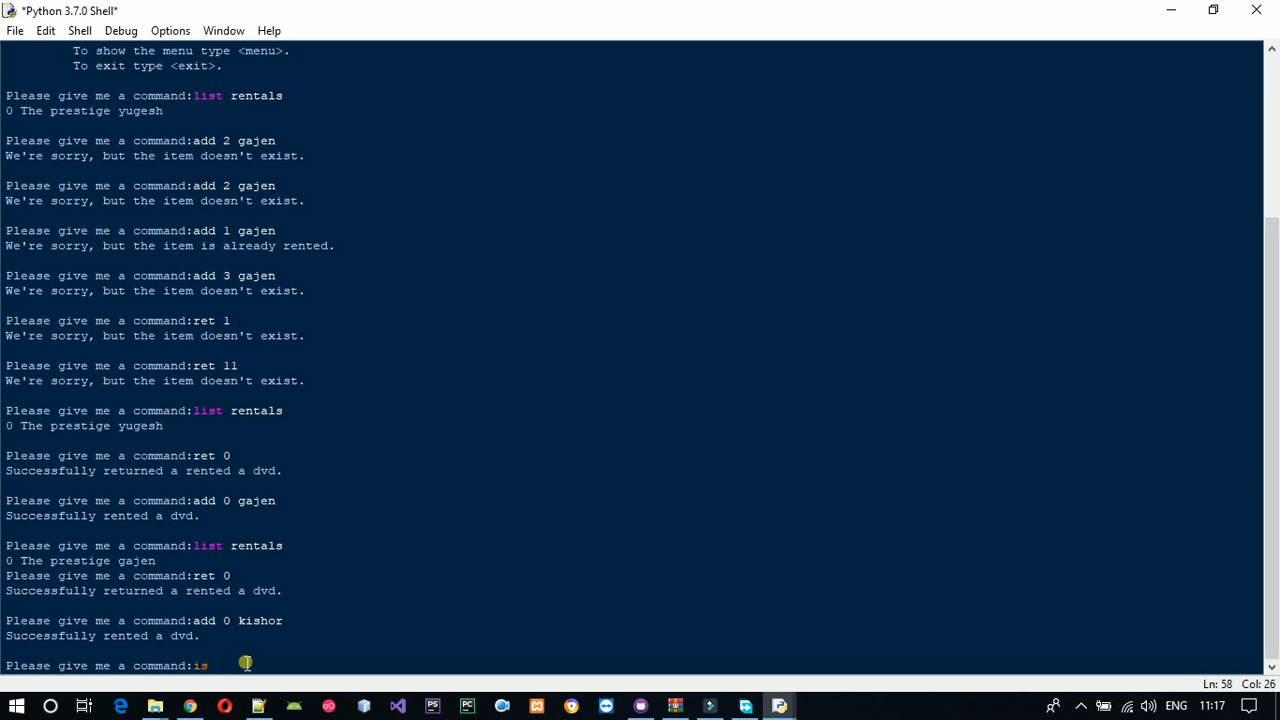 *Python 3.7.0 Shell*
File Edit Shell Debug Options Window Help
To show the menu type <menu>.
To exit type <exit>.
Please give me a command:list rentals
0 The prestige yugesh
Please give me a command:add 2 gajen
We're sorry, but the item doesn't exist.
Please give me a command:add 2 gajen
We're sorry, but the item doesn't exist.
Please give me a command:add 1 gajen
We're sorry, but the item is already rented.
Please give me a command:add 3 gajen
We're sorry, but the item doesn't exist.
Please give me a command:ret 1
We're sorry, but the item doesn't exist.
Please give me a command:ret 11
We're sorry, but the item doesn't exist.
Please give me a command:list rentals
0 The prestige yugesh
Please give me a command:ret 0
Successfully returned a rented a dvd.
Please give me a command:add 0 gajen
Successfully rented a dvd.
Please give me a command:list rentals
0 The prestige gajen
Please give me a command:ret 0
Successfully returned a rented a dvd.
Please give me a command:add 0 kishor
Successfully rented a dvd.
Please give me a command:is
Ln: 58 Col: 26
PS PC ENG 11:17